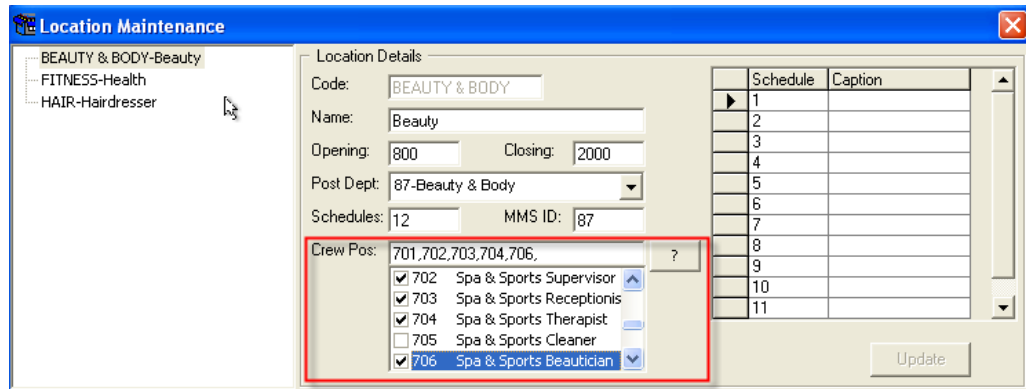 Location Maintenance
BEAUTY & BODY-Beauty
FITNESS-Health
HAIR-Hairdresser
Location Details
Code: BEAUTY & BODY
Name: Beauty
Opening: 800 Closing: 2000
Post Dept: 87-Beauty & Body
Schedules: 12 MMS ID: 87
Crew Pos: 701,702,703,704,706, ?
702 Spa & Sports Supervisor
703 Spa & Sports Receptionis
704 Spa & Sports Therapist
705 Spa & Sports Cleaner
706 Spa & Sports Beautician
Schedule Caption
1
2
3
4
5
6
7
8
9
10
11
Update